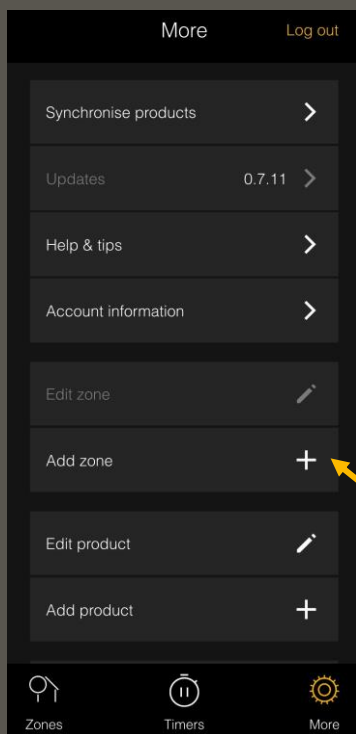 More Log out
Synchronise products
Updates 0.7.11
Help & tips
Account information
Edit zone
Add zone
Edit product
Add product
Zones Timers More